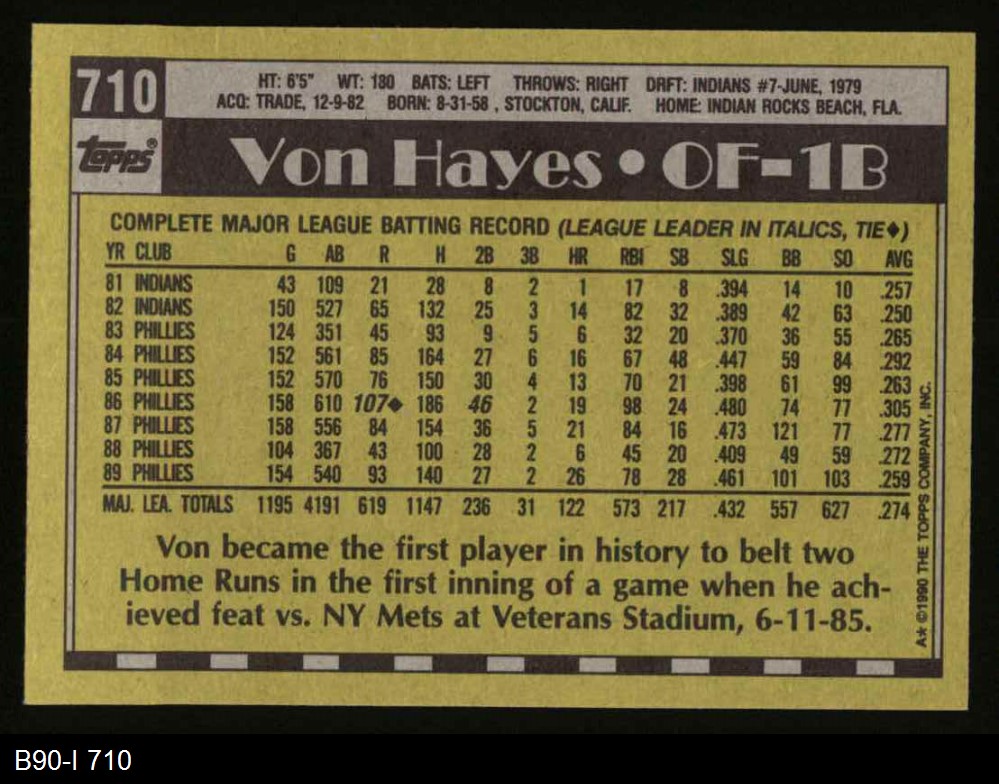 710
HT: 6'5" WT: 180 BATS: LEFT THROWS: RIGHT DRFT: INDIANS #7-JUNE, 1979
ACQ: TRADE, 12-9-82 BORN: 8-31-58 , STOCKTON, CALIF. HOME: INDIAN ROCKS BEACH, FLA.
topps®
Von Hayes • OF-1B
COMPLETE MAJOR LEAGUE BATTING RECORD (LEAGUE LEADER IN ITALICS, TIE◆)
YR CLUB G AB R H 2B 3B HR RBI SB SLG BB SO AVG
81 INDIANS 43 109 21 28 8 2 1 17 8 .394 14 10 .257
82 INDIANS 150 527 65 132 25 3 14 82 32 .389 42 63 .250
83 PHILLIES 124 351 45 93 9 5 6 32 20 .370 36 55 .265
84 PHILLIES 152 561 85 164 27 6 16 67 48 .447 59 84 .292
85 PHILLIES 152 570 76 150 30 4 13 70 21 .398 61 99 .263
86 PHILLIES 158 610 107◆ 186 46 2 19 98 24 .480 74 77 .305
87 PHILLIES 158 556 84 154 36 5 21 84 16 .473 121 77 .277
88 PHILLIES 104 367 43 100 28 2 6 45 20 .409 49 59 .272
89 PHILLIES 154 540 93 140 27 2 26 78 28 .461 101 103 .259
MAJ. LEA. TOTALS 1195 4191 619 1147 236 31 122 573 217 .432 557 627 .274
Von became the first player in history to belt two
Home Runs in the first inning of a game when he ach-
ieved feat vs. NY Mets at Veterans Stadium, 6-11-85.
A★ ©1990 THE TOPPS COMPANY, INC.
B90-I 710